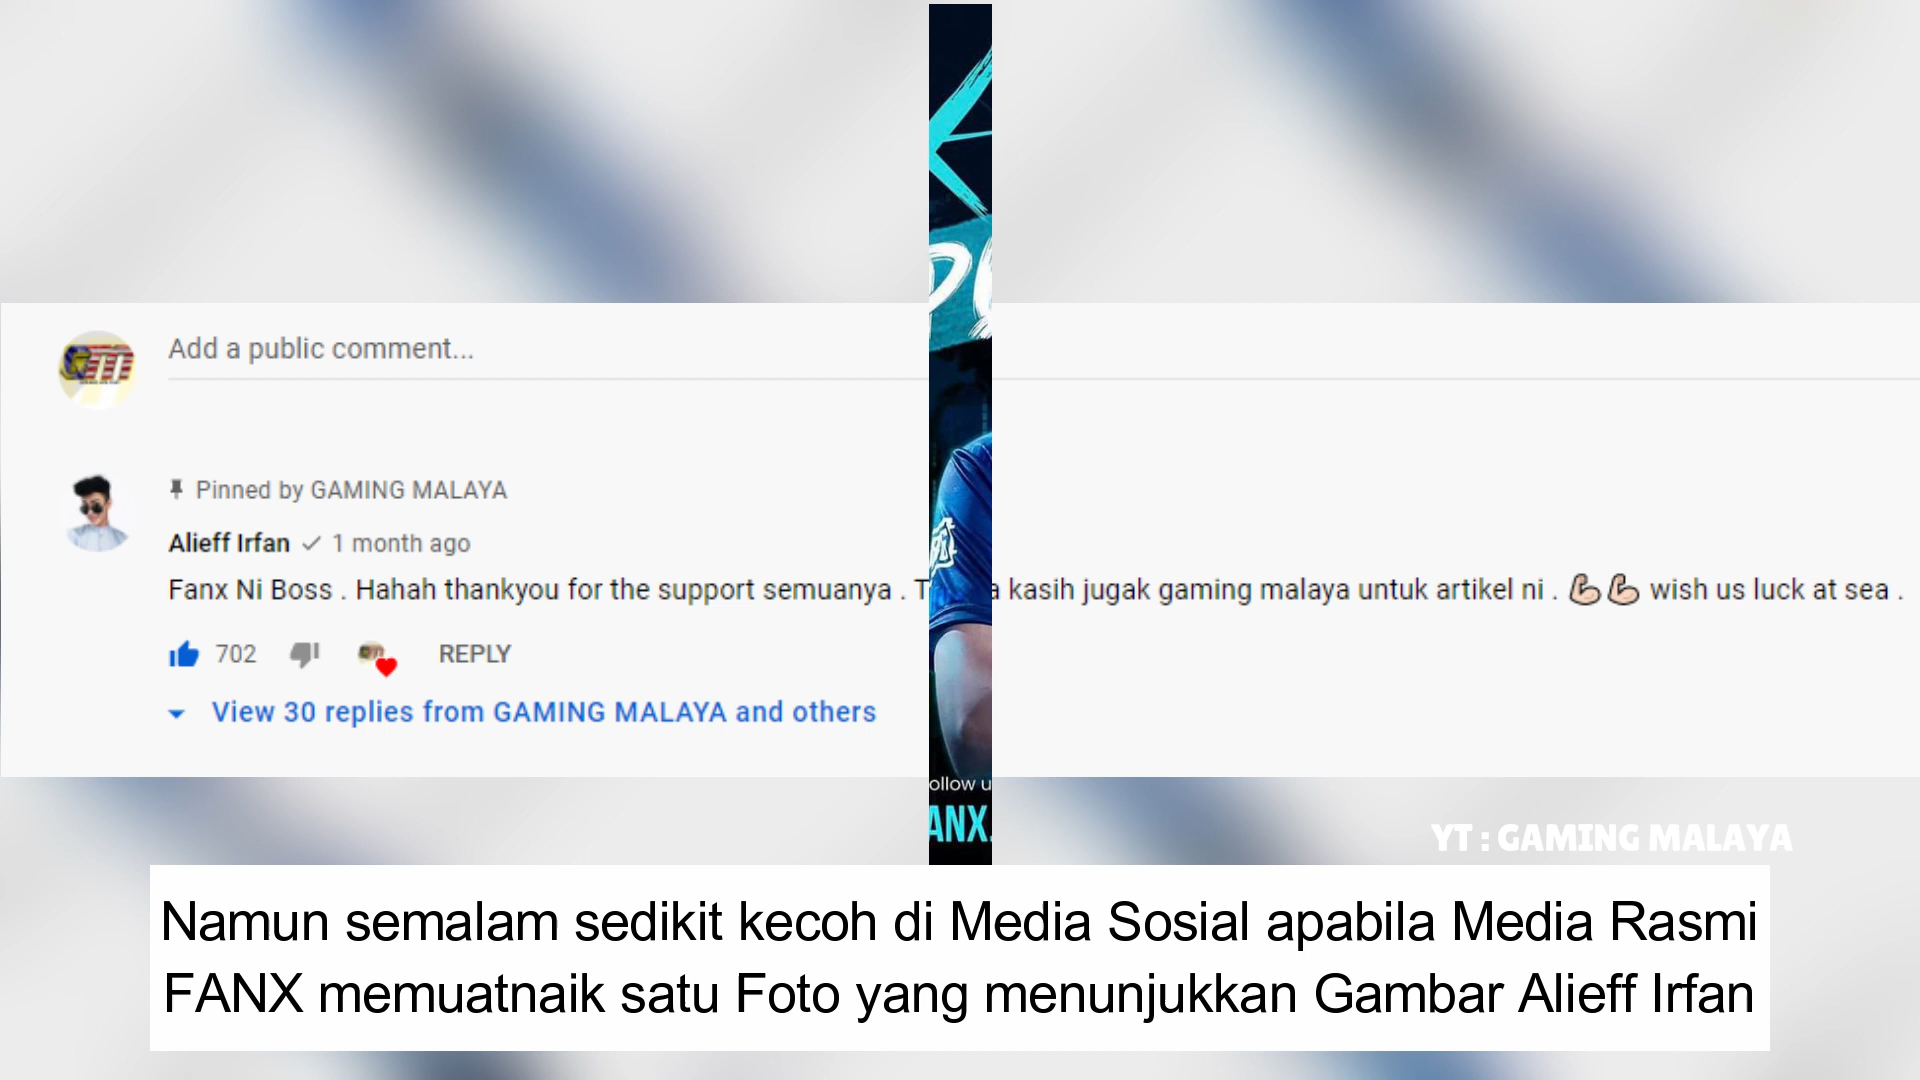 Add a public comment...
Pinned by GAMING MALAYA
Alieff Irfan 1 month ago
Fanx Ni Boss . Hahah thankyou for the support semuanya . T a kasih jugak gaming malaya untuk artikel ni . 💪💪 wish us luck at sea .
702 REPLY
View 30 replies from GAMING MALAYA and others
ollow u
ANX.
YT : GAMING MALAYA
Namun semalam sedikit kecoh di Media Sosial apabila Media Rasmi
FANX memuatnaik satu Foto yang menunjukkan Gambar Alieff Irfan